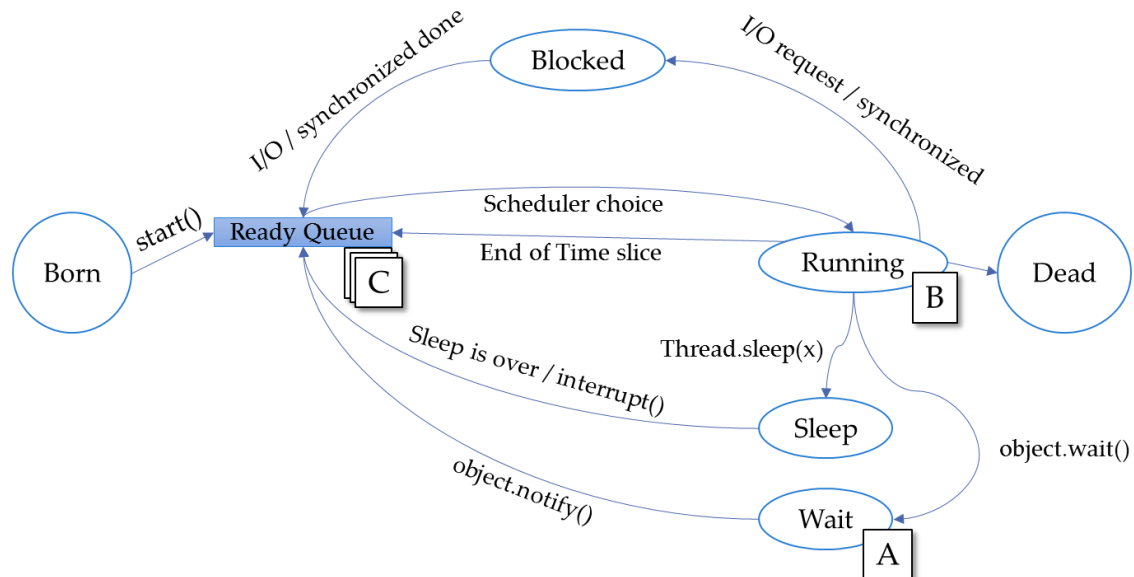 Blocked
I/O request / synchronized
I/O / synchronized done
Scheduler choice
start()
Ready Queue
End of Time slice
Born
Running
Dead
C
B
Sleep is over / interrupt()
Thread.sleep(x)
Sleep
object.wait()
object.notify()
Wait
A